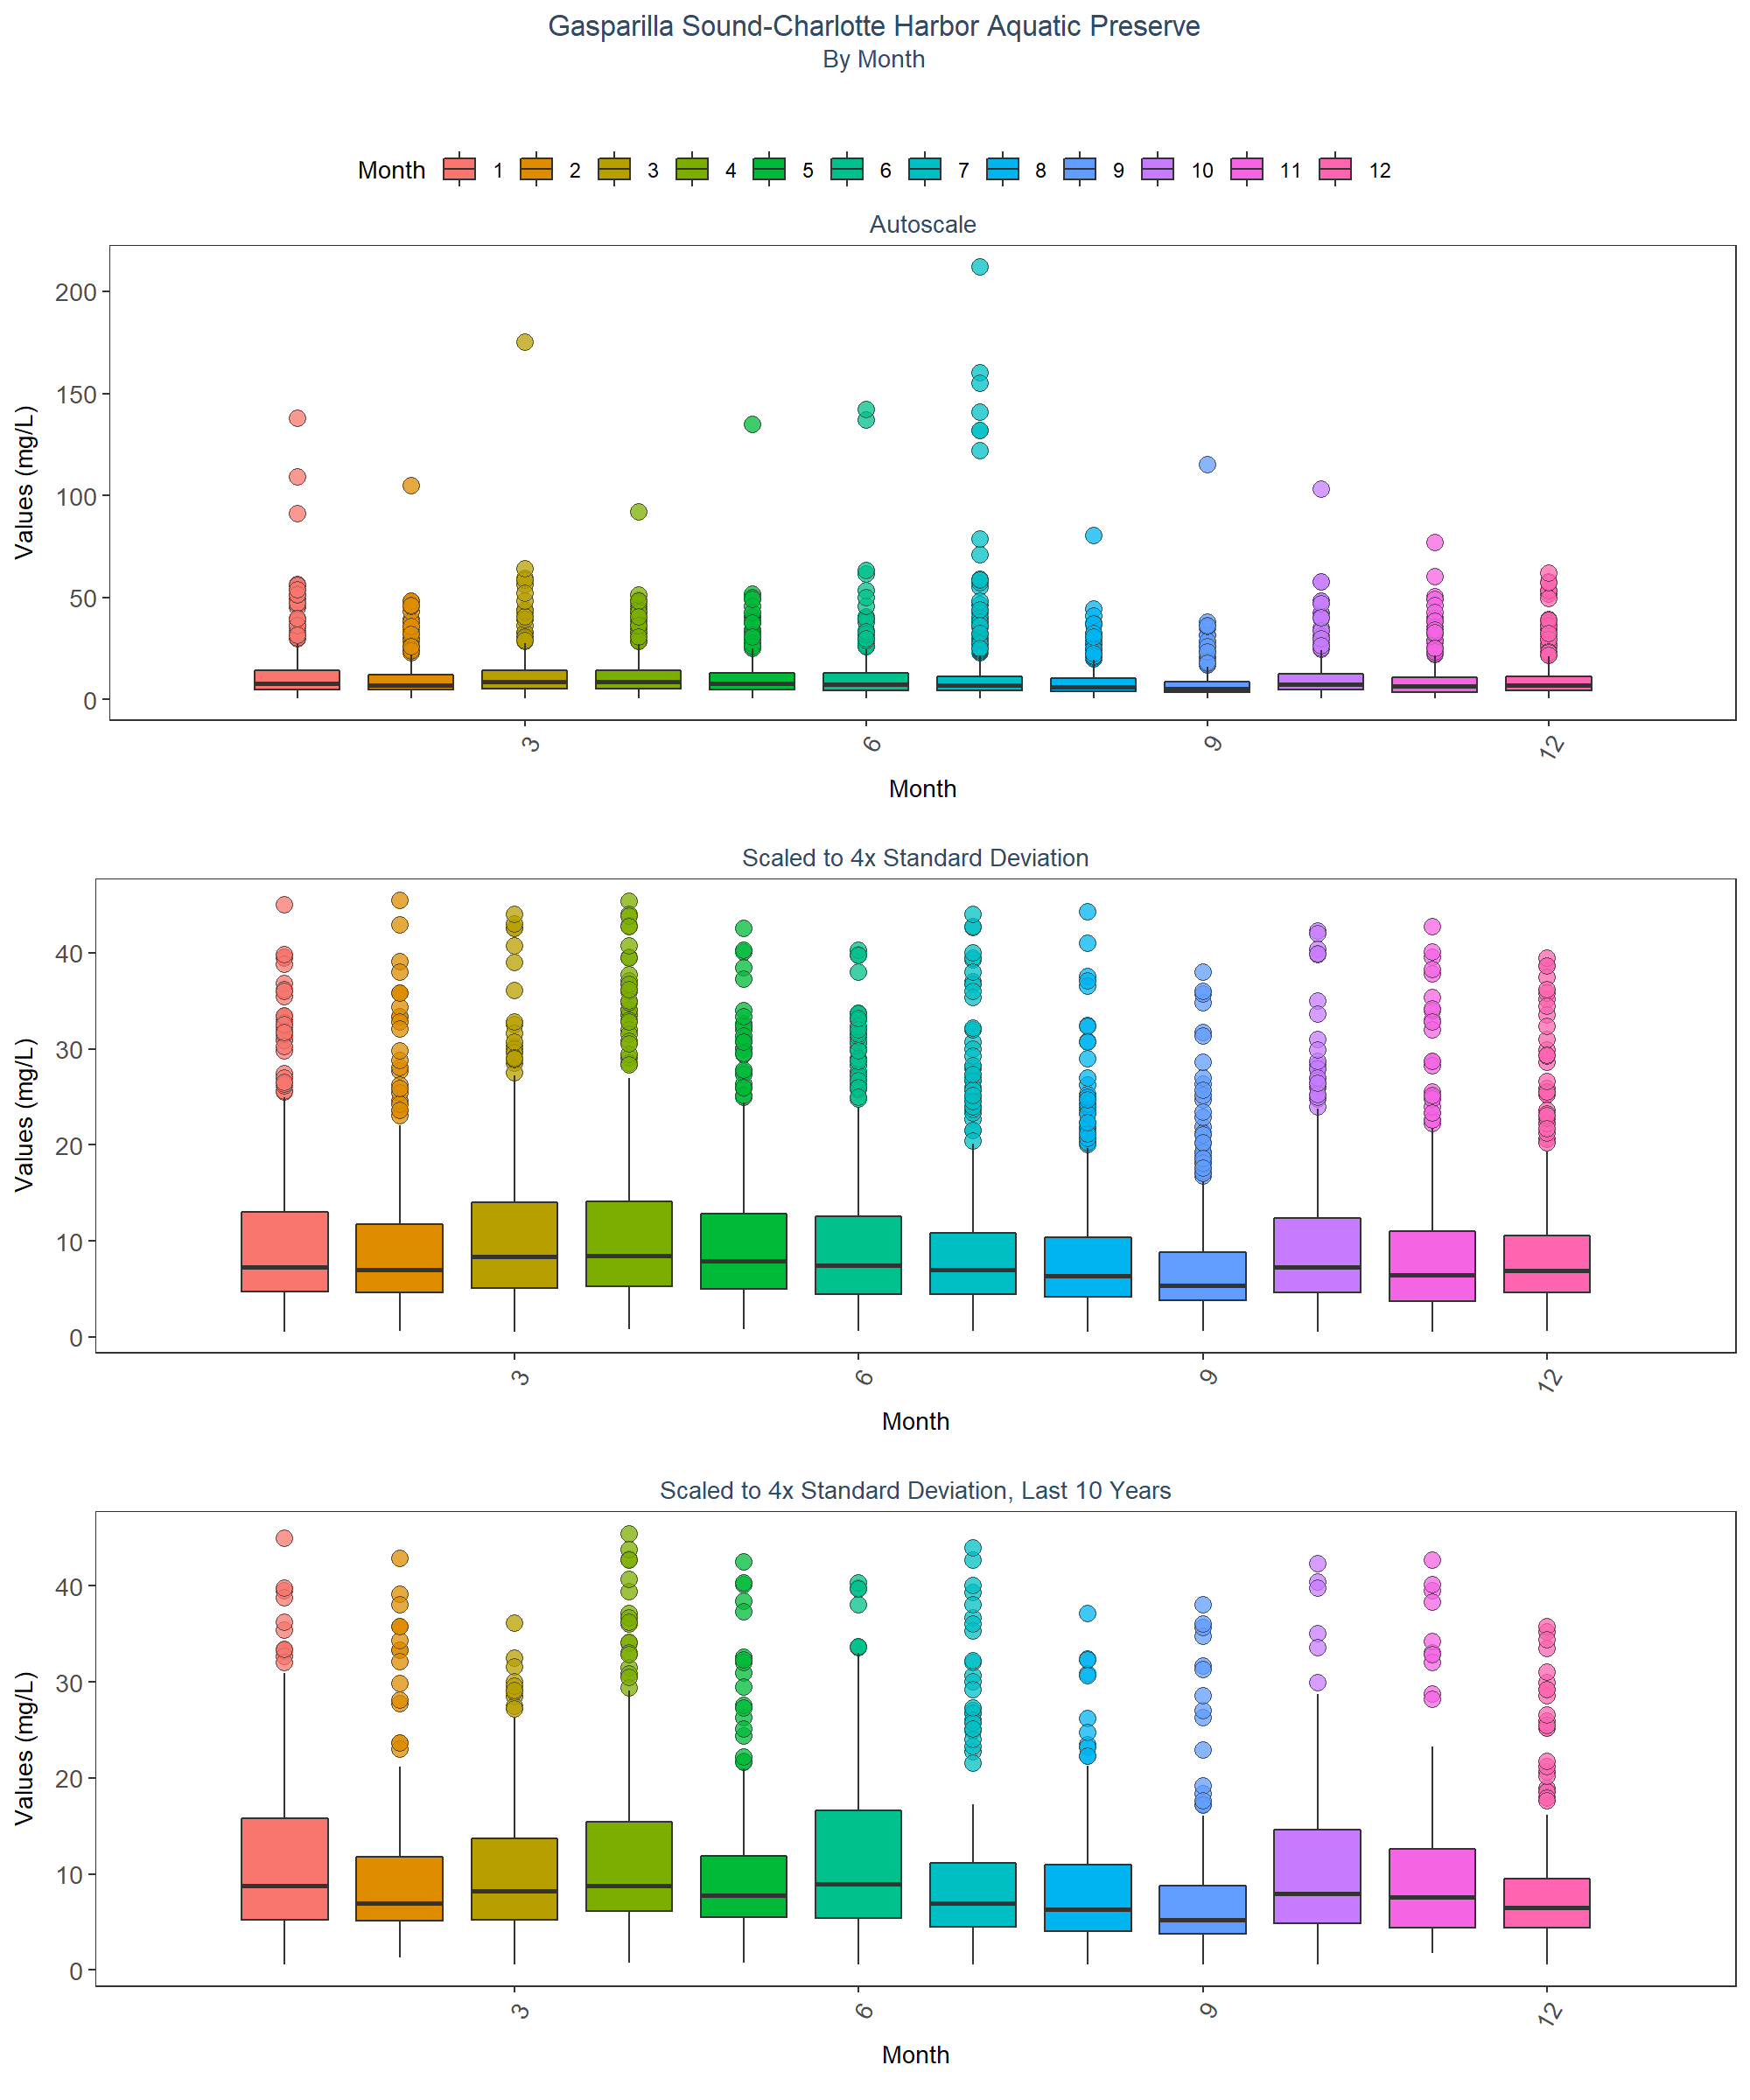 Gasparilla Sound-Charlotte Harbor Aquatic Preserve
By Month
Month 1 2 3 4 5 6 7 8 9 10 11 12
Autoscale
Values (mg/L)
200
150
100
50
0
3 6 9 12
Month
Scaled to 4x Standard Deviation
Values (mg/L)
40
30
20
10
0
3 6 9 12
Month
Scaled to 4x Standard Deviation, Last 10 Years
Values (mg/L)
40
30
20
10
0
3 6 9 12
Month